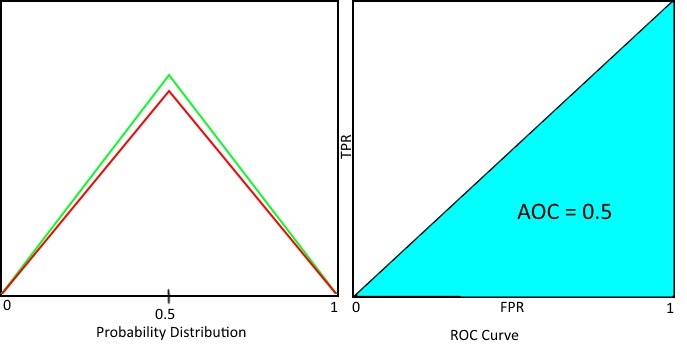 0
0.5
1
Probability Distribution
TPR
AOC = 0.5
0
FPR
1
ROC Curve